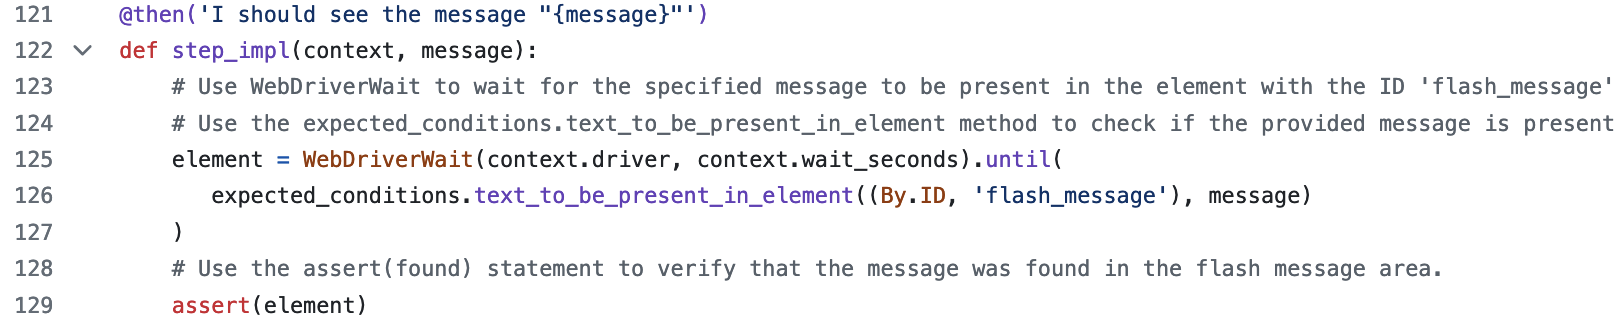 121 @then('I should see the message "{message}"')
122 def step_impl(context, message):
123 # Use WebDriverWait to wait for the specified message to be present in the element with the ID 'flash_message'
124 # Use the expected_conditions.text_to_be_present_in_element method to check if the provided message is present
125 element = WebDriverWait(context.driver, context.wait_seconds).until(
126 expected_conditions.text_to_be_present_in_element((By.ID, 'flash_message'), message)
127 )
128 # Use the assert(found) statement to verify that the message was found in the flash message area.
129 assert(element)